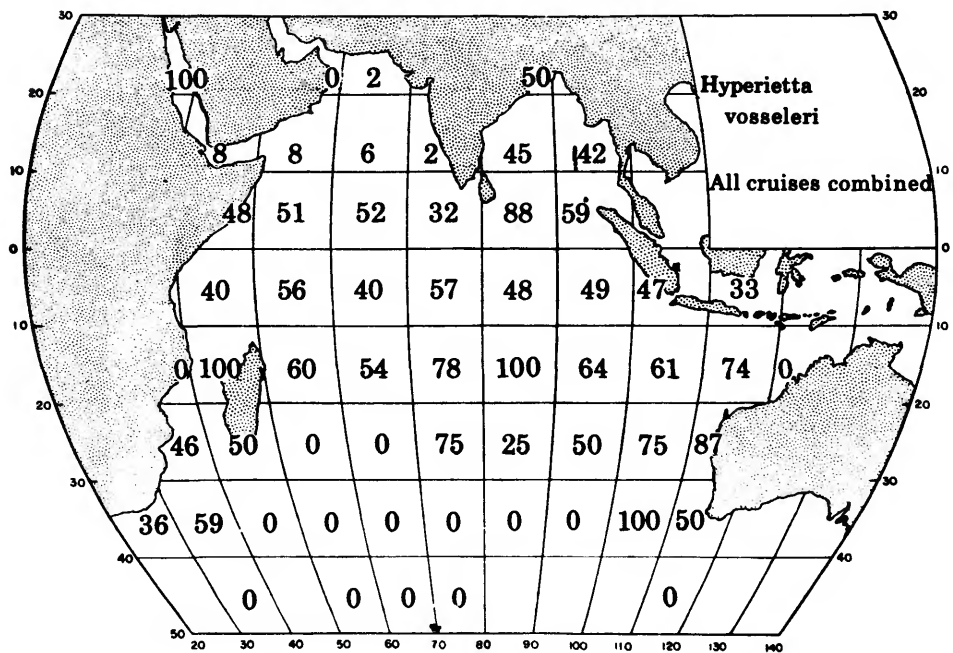 30 30
100 0 2 50 Hyperietta
20 20
vosseleri
8 8 6 2 45 42
10 All cruises combined 10
48 51 52 32 88 59
0 0
40 56 40 57 48 49 47 33
10 10
0 100 60 54 78 100 64 61 74 0
20 20
46 50 0 0 75 25 50 75 87
30 30
36 59 0 0 0 0 0 0 100 50
40 40
0 0 0 0 0
50 50
20 30 40 50 60 70 80 90 100 110 120 130 140